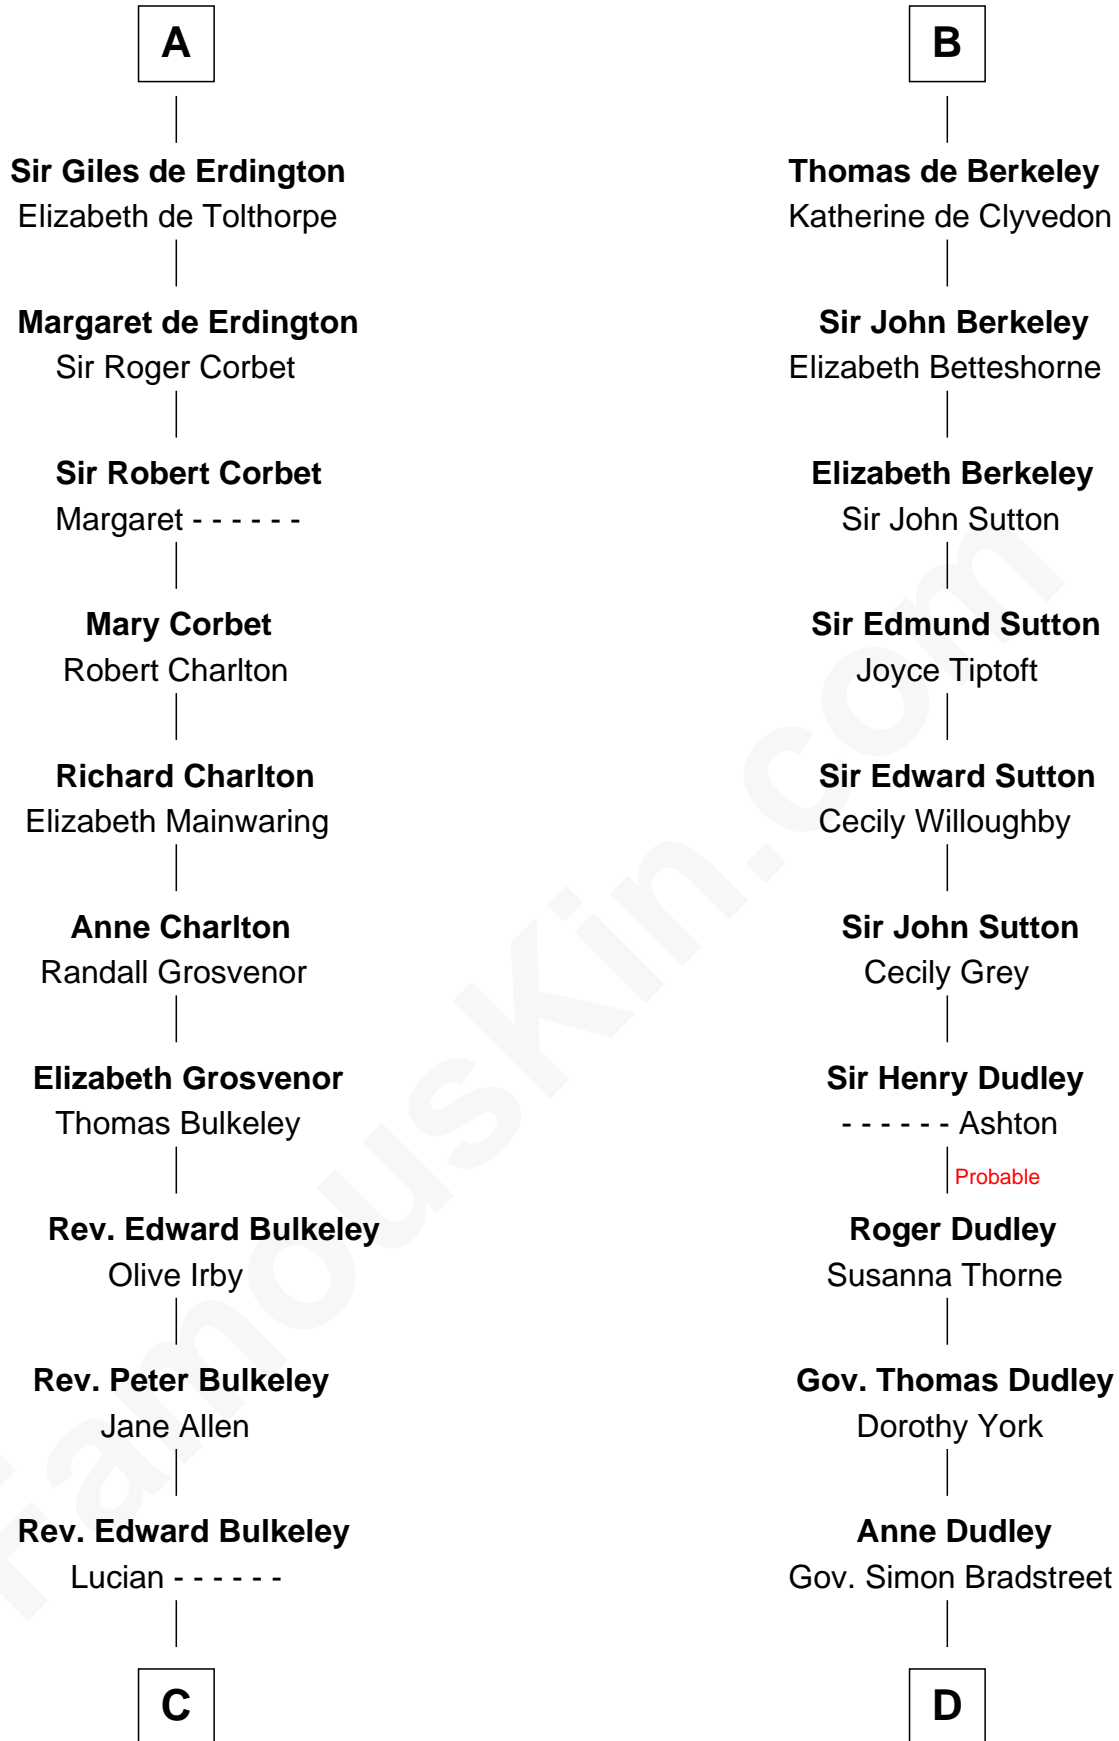 A
Sir Giles de Erdington
Elizabeth de Tolthorpe
Margaret de Erdington
Sir Roger Corbet
Sir Robert Corbet
Margaret - - - - - -
Mary Corbet
Robert Charlton
Richard Charlton
Elizabeth Mainwaring
Anne Charlton
Randall Grosvenor
Elizabeth Grosvenor
Thomas Bulkeley
Rev. Edward Bulkeley
Olive Irby
Rev. Peter Bulkeley
Jane Allen
Rev. Edward Bulkeley
Lucian - - - - - -
C
B
Thomas de Berkeley
Katherine de Clyvedon
Sir John Berkeley
Elizabeth Betteshorne
Elizabeth Berkeley
Sir John Sutton
Sir Edmund Sutton
Joyce Tiptoft
Sir Edward Sutton
Cecily Willoughby
Sir John Sutton
Cecily Grey
Sir Henry Dudley
- - - - - - Ashton
Probable
Roger Dudley
Susanna Thorne
Gov. Thomas Dudley
Dorothy York
Anne Dudley
Gov. Simon Bradstreet
D
FamousKin.com